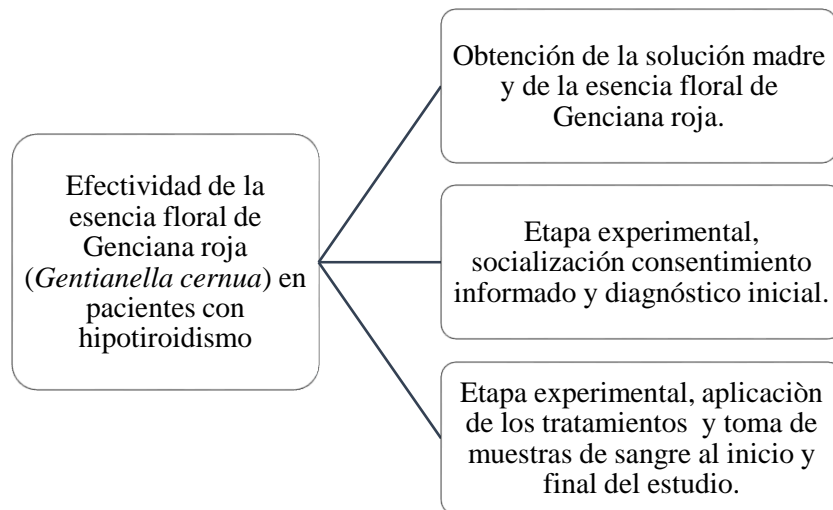 Efectividad de la
esencia floral de
Genciana roja
(Gentianella cernua) en
pacientes con
hipotiroidismo
Obtención de la solución madre
y de la esencia floral de
Genciana roja.
Etapa experimental,
socialización consentimiento
informado y diagnóstico inicial.
Etapa experimental, aplicaciòn
de los tratamientos y toma de
muestras de sangre al inicio y
final del estudio.